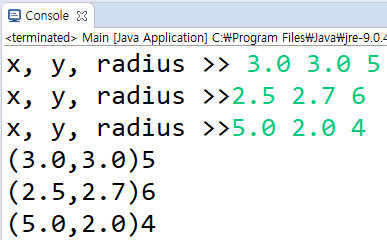 Console
<terminated> Main [Java Application] C:₩Program Files₩Java₩jre-9.0.4
x, y, radius >> 3.0 3.0 5
x, y, radius >>2.5 2.7 6
x, y, radius >>5.0 2.0 4
(3.0,3.0)5
(2.5,2.7)6
(5.0,2.0)4